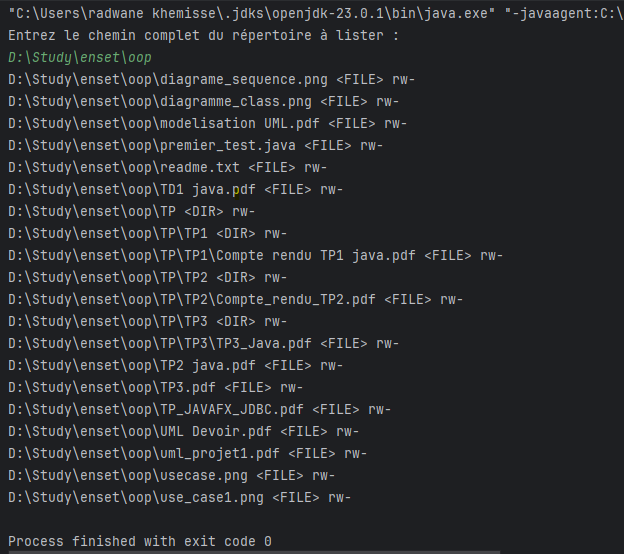 "C:\Users\radwane khemisse\.jdks\openjdk-23.0.1\bin\java.exe" "-javaagent:C:\
Entrez le chemin complet du répertoire à lister :
D:\Study\enset\oop
D:\Study\enset\oop\diagrame_sequence.png <FILE> rw-
D:\Study\enset\oop\diagramme_class.png <FILE> rw-
D:\Study\enset\oop\modelisation UML.pdf <FILE> rw-
D:\Study\enset\oop\premier_test.java <FILE> rw-
D:\Study\enset\oop\readme.txt <FILE> rw-
D:\Study\enset\oop\TD1 java.pdf <FILE> rw-
D:\Study\enset\oop\TP <DIR> rw-
D:\Study\enset\oop\TP\TP1 <DIR> rw-
D:\Study\enset\oop\TP\TP1\Compte rendu TP1 java.pdf <FILE> rw-
D:\Study\enset\oop\TP\TP2 <DIR> rw-
D:\Study\enset\oop\TP\TP2\Compte_rendu_TP2.pdf <FILE> rw-
D:\Study\enset\oop\TP\TP3 <DIR> rw-
D:\Study\enset\oop\TP\TP3\TP3_Java.pdf <FILE> rw-
D:\Study\enset\oop\TP2 java.pdf <FILE> rw-
D:\Study\enset\oop\TP3.pdf <FILE> rw-
D:\Study\enset\oop\TP_JAVAFX_JDBC.pdf <FILE> rw-
D:\Study\enset\oop\UML Devoir.pdf <FILE> rw-
D:\Study\enset\oop\uml_projet1.pdf <FILE> rw-
D:\Study\enset\oop\usecase.png <FILE> rw-
D:\Study\enset\oop\use_case1.png <FILE> rw-
Process finished with exit code 0